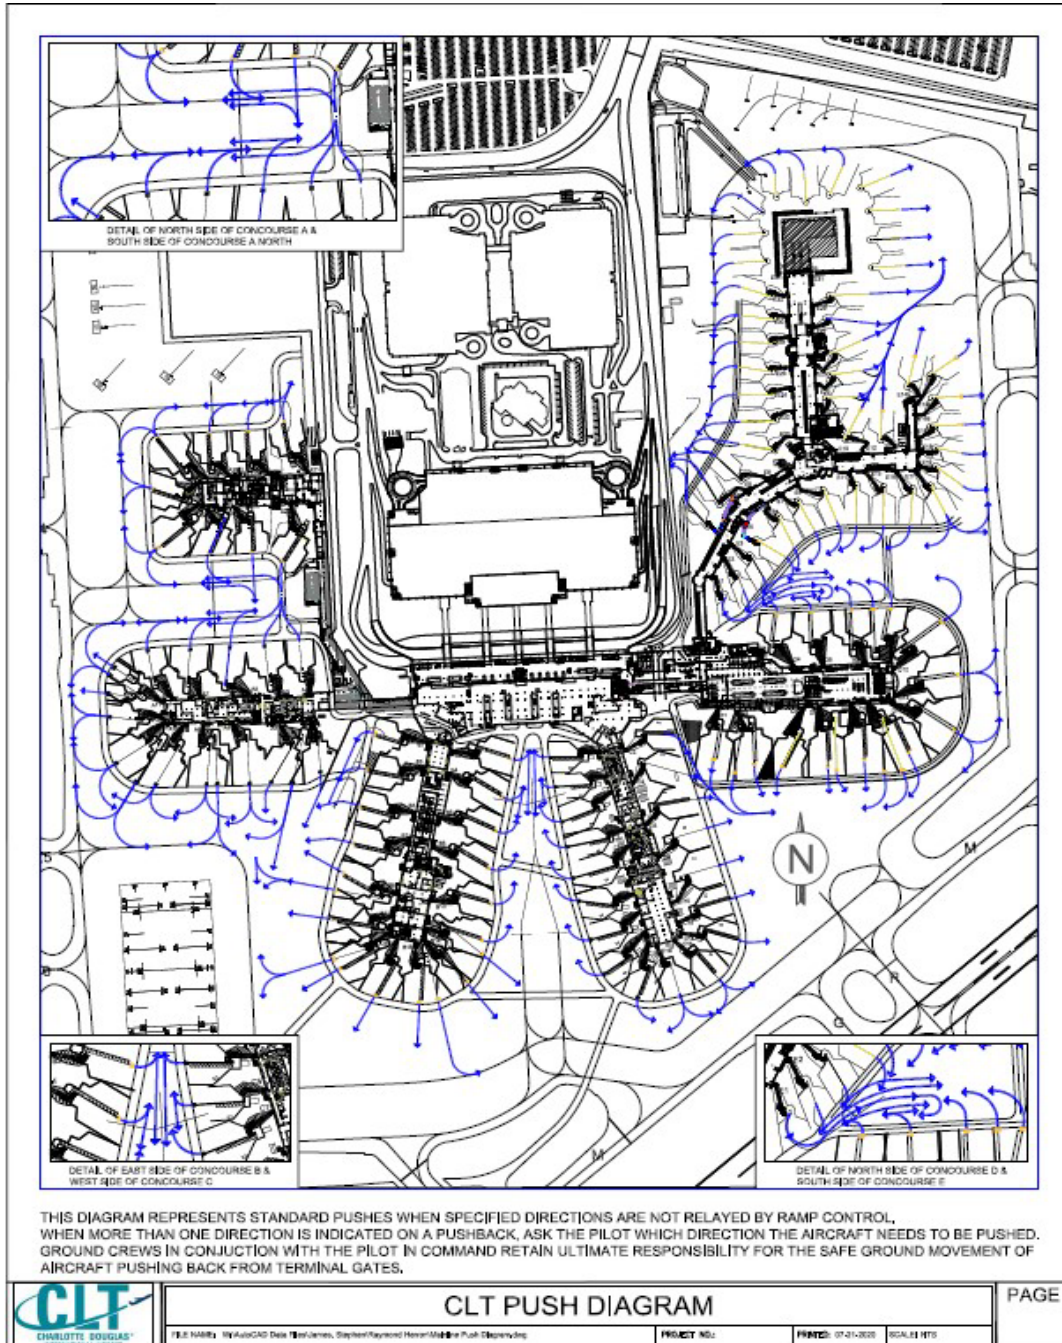 DETAIL OF NORTH SIDE OF CONCOURSE A &
SOUTH SIDE OF CONCOURSE A NORTH
N
M
R
G
M
DETAIL OF EAST SIDE OF CONCOURSE B &
WEST SIDE OF CONCOURSE C
DETAIL OF NORTH SIDE OF CONCOURSE D &
SOUTH SIDE OF CONCOURSE E
THIS DIAGRAM REPRESENTS STANDARD PUSHES WHEN SPECIFIED DIRECTIONS ARE NOT RELAYED BY RAMP CONTROL,
WHEN MORE THAN ONE DIRECTION IS INDICATED ON A PUSHBACK, ASK THE PILOT WHICH DIRECTION THE AIRCRAFT NEEDS TO BE PUSHED.
GROUND CREWS IN CONJUCTION WITH THE PILOT IN COMMAND RETAIN ULTIMATE RESPONSIBILITY FOR THE SAFE GROUND MOVEMENT OF
AIRCRAFT PUSHING BACK FROM TERMINAL GATES.
CLT
CHARLOTTE DOUGLAS
CLT PUSH DIAGRAM
PAGE
FILE NAME:
PROJECT NO.:
PRINTED: 07-21-2020
SCALE: NTS